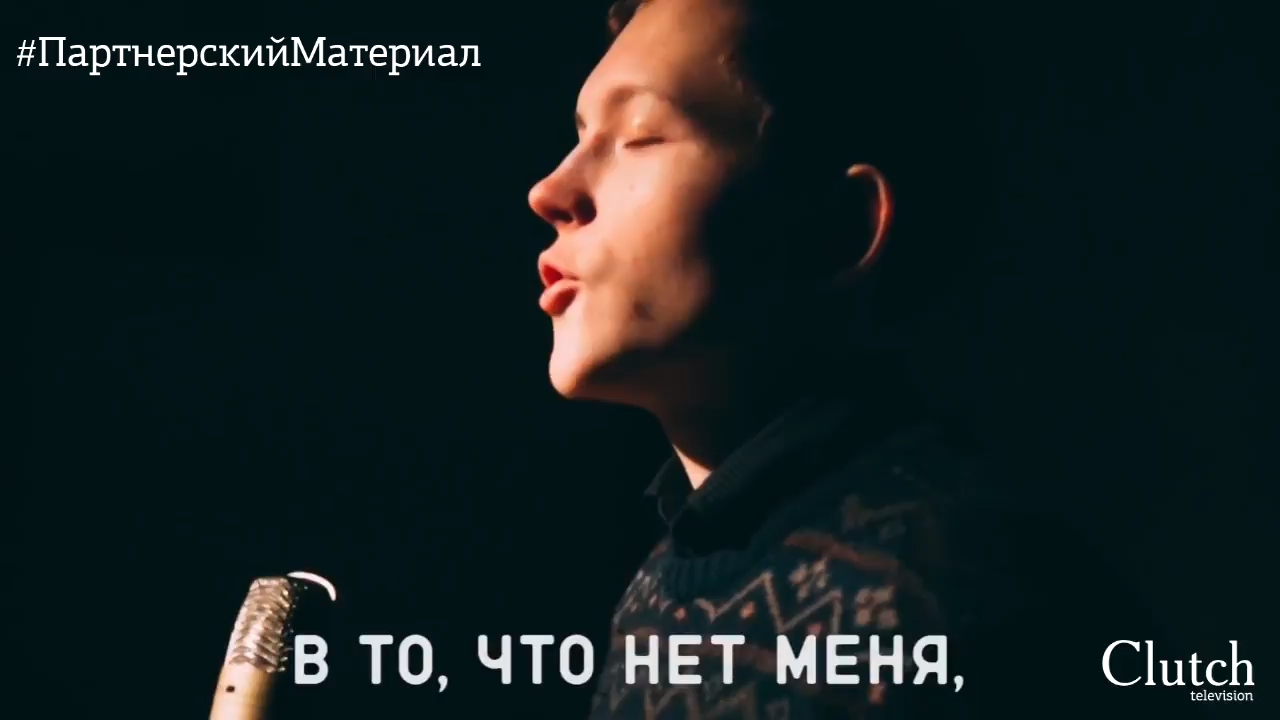 #ПартнерскийМатериал
В ТО, ЧТО НЕТ МЕНЯ,
Clutch
television